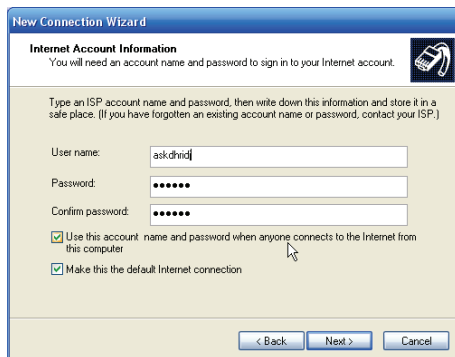 New Connection Wizard
Internet Account Information
You will need an account name and password to sign in to your Internet account.
Type an ISP account name and password, then write down this information and store it in a
safe place. (If you have forgotten an existing account name or password, contact your ISP.)
User name:
askdhridj
Password:
••••••
Confirm password:
••••••
Use this account name and password when anyone connects to the Internet from
this computer
Make this the default Internet connection
< Back
Next >
Cancel